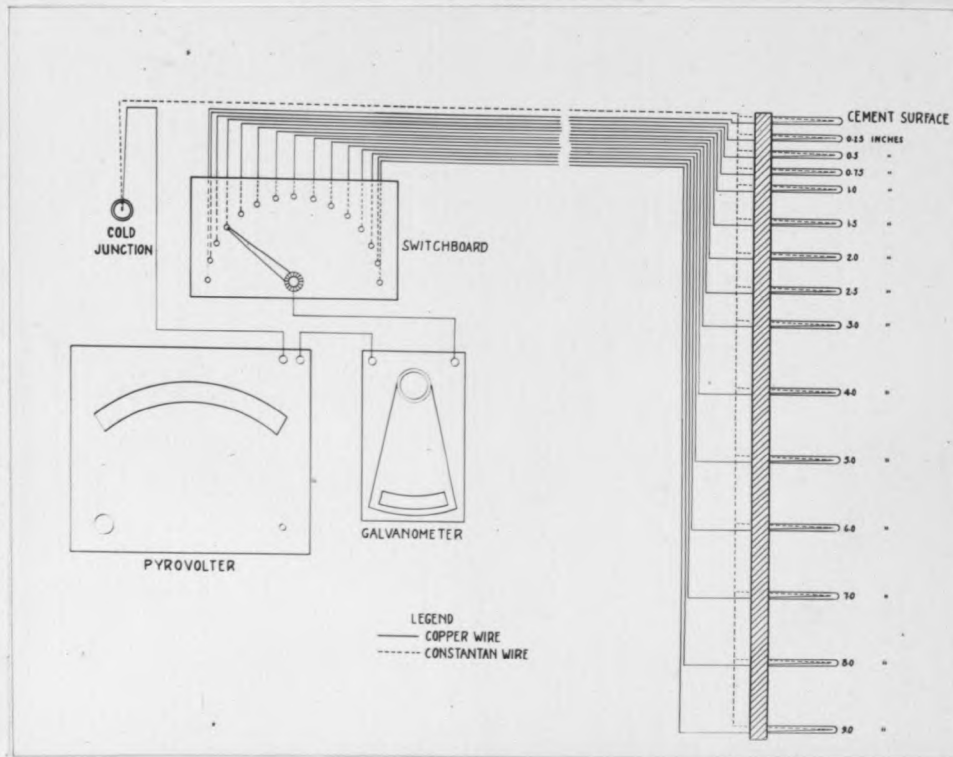 CEMENT SURFACE
0.25 INCHES
0.5 "
0.75 "
1.0 "
1.5 "
2.0 "
2.5 "
3.0 "
4.0 "
5.0 "
6.0 "
7.0 "
8.0 "
9.0 "
COLD
JUNCTION
SWITCHBOARD
GALVANOMETER
PYROVOLTER
LEGEND
COPPER WIRE
CONSTANTAN WIRE